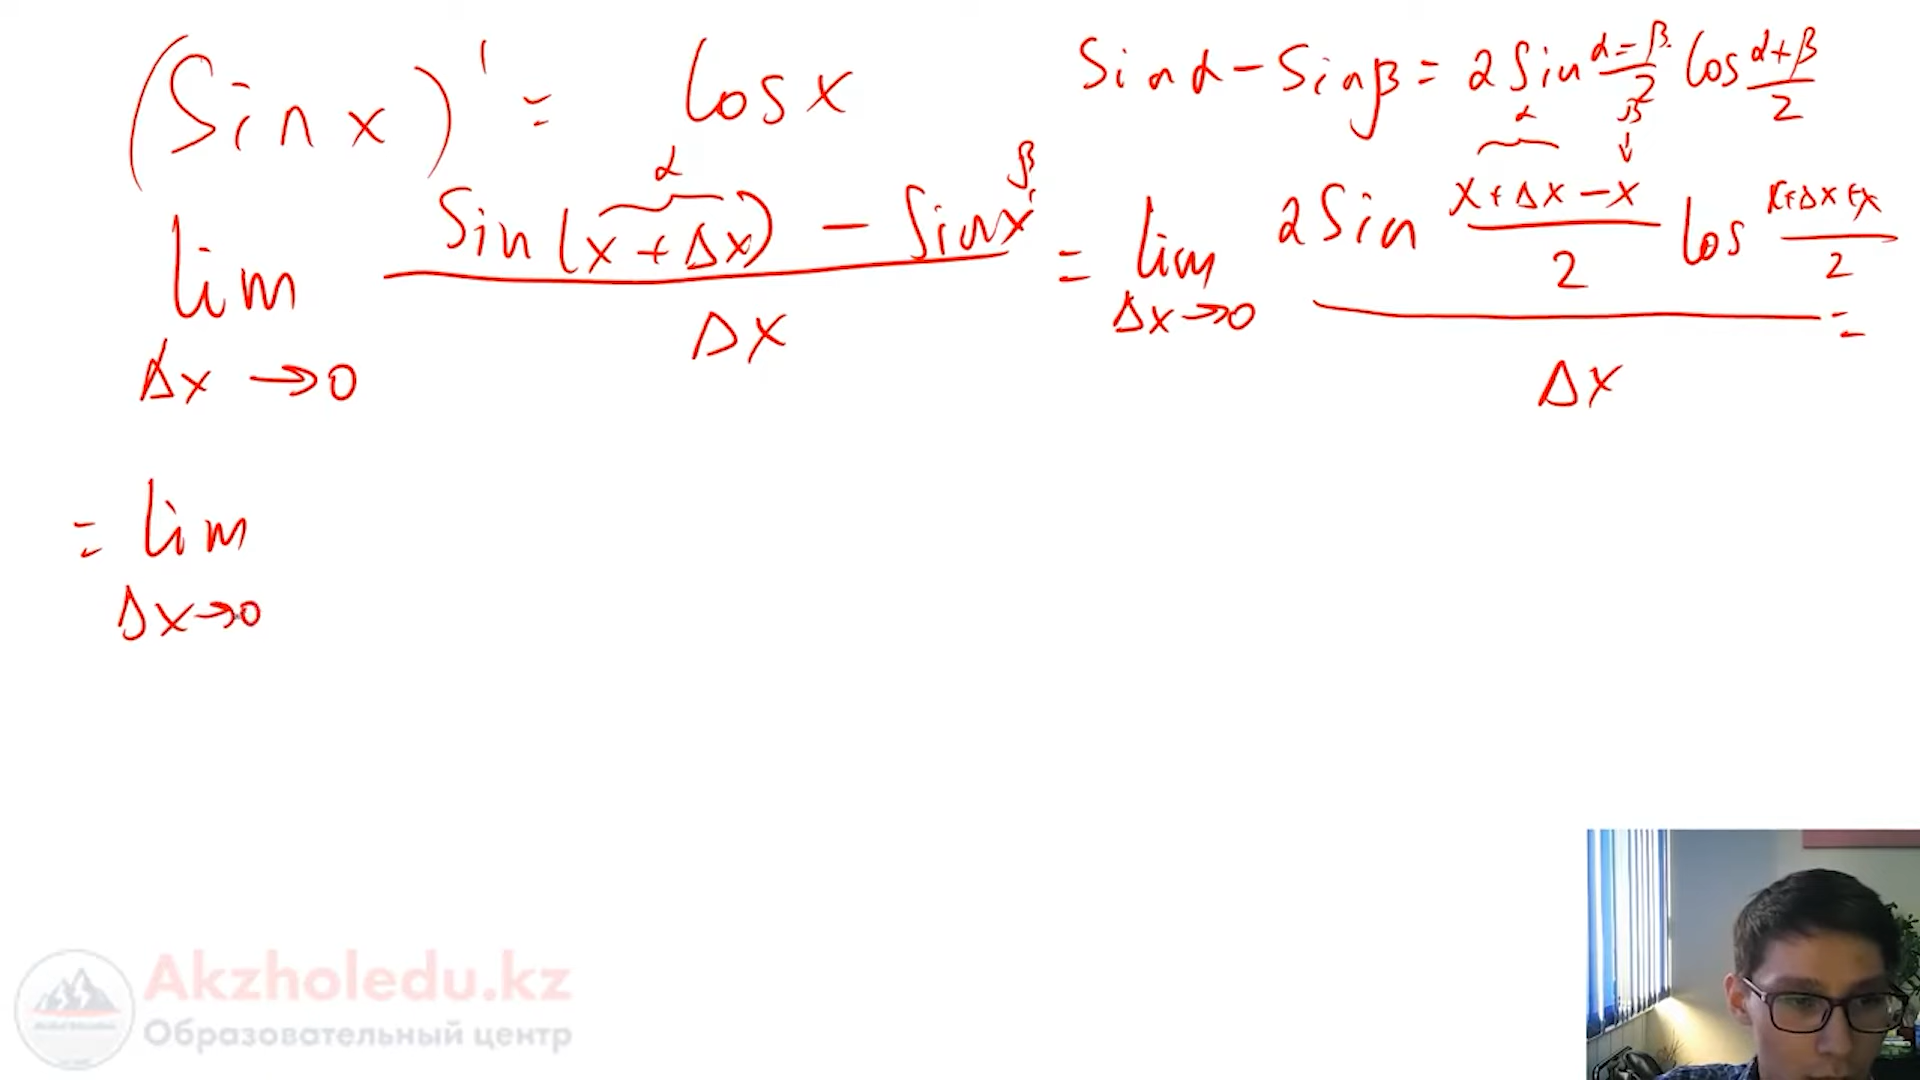 (Sin x)' = cos x
Sin α − Sin β = 2 Sin (α−β)/2 cos (α+β)/2
α
β
α
β
lim Δx→0 (Sin (x + Δx) − Sin x)/Δx = lim Δx→0 (2 Sin (x+Δx−x)/2 cos (x+Δx+x)/2)/Δx =
= lim Δx→0
Akzholedu.kz
Образовательный центр